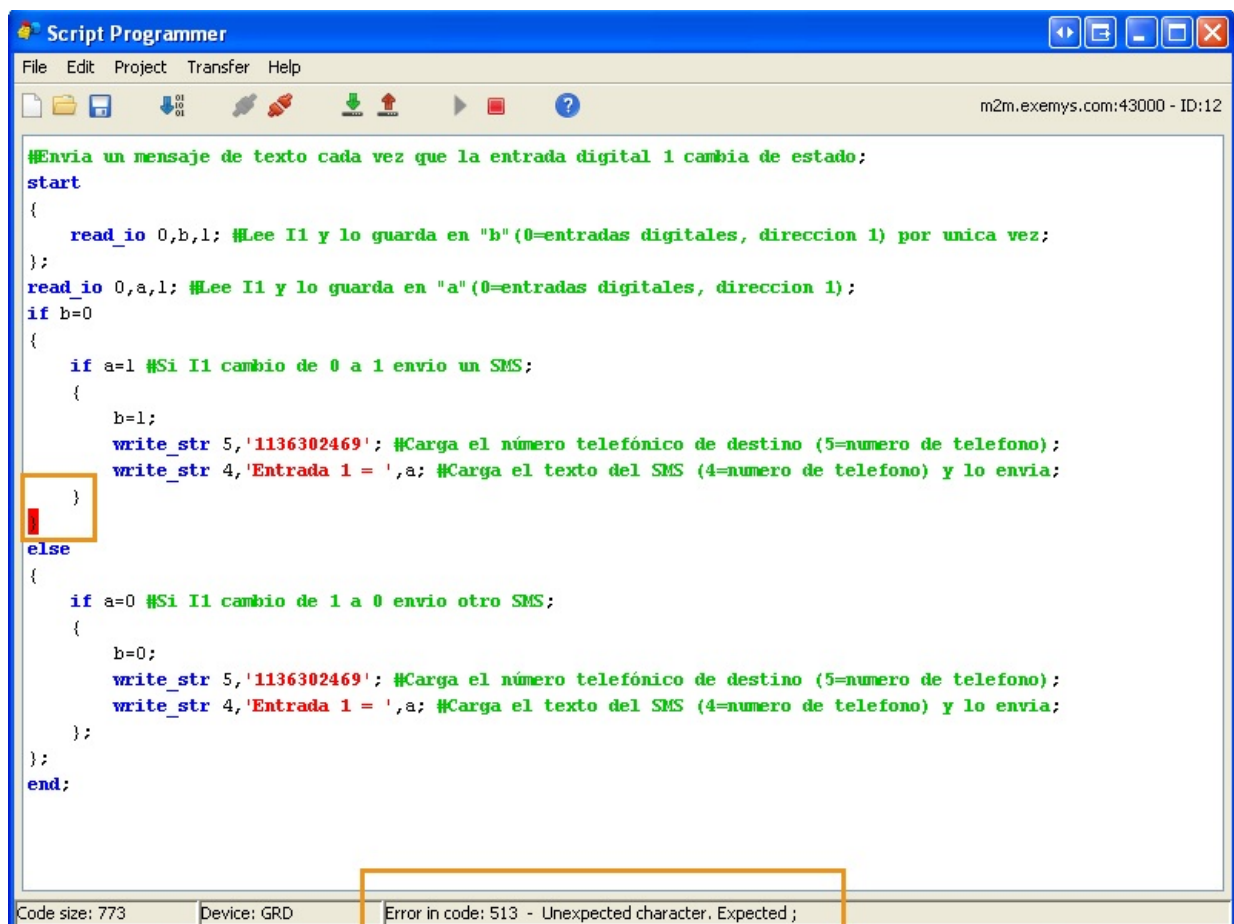 Script Programmer
File Edit Project Transfer Help
m2m.exemys.com:43000 - ID:12
#Envia un mensaje de texto cada vez que la entrada digital 1 cambia de estado;
start
{
read_io 0,b,1; #Lee I1 y lo guarda en "b"(0=entradas digitales, direccion 1) por unica vez;
};
read_io 0,a,1; #Lee I1 y lo guarda en "a"(0=entradas digitales, direccion 1);
if b=0
{
if a=1 #Si I1 cambio de 0 a 1 envio un SMS;
{
b=1;
write_str 5,'1136302469'; #Carga el número telefónico de destino (5=numero de telefono);
write_str 4,'Entrada 1 = ',a; #Carga el texto del SMS (4=numero de telefono) y lo envia;
}
}
else
{
if a=0 #Si I1 cambio de 1 a 0 envio otro SMS;
{
b=0;
write_str 5,'1136302469'; #Carga el número telefónico de destino (5=numero de telefono);
write_str 4,'Entrada 1 = ',a; #Carga el texto del SMS (4=numero de telefono) y lo envia;
};
};
end;
Code size: 773 Device: GRD Error in code: 513 - Unexpected character. Expected ;